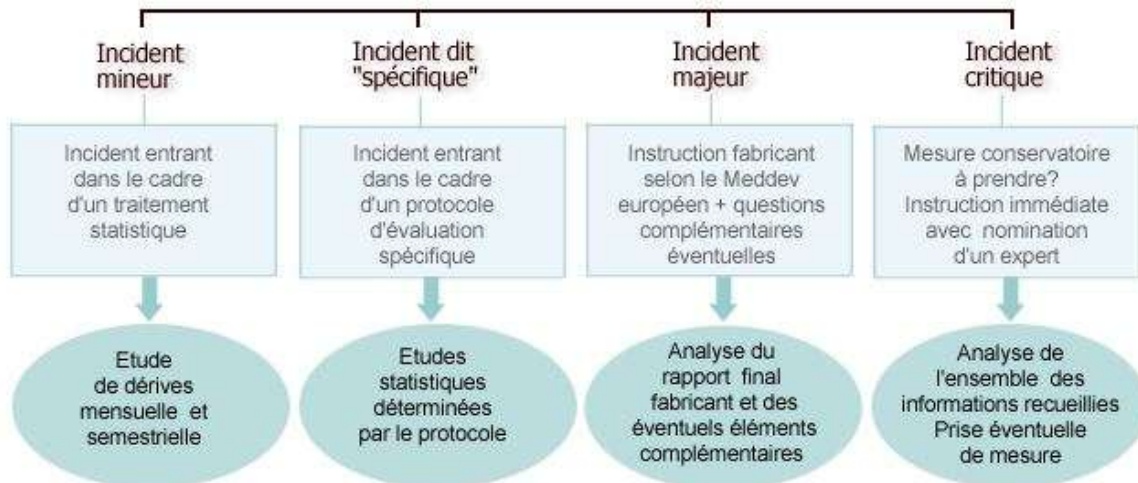 Incident
mineur
Incident dit
"spécifique"
Incident
majeur
Incident
critique
Incident entrant
dans le cadre
d'un traitement
statistique
Incident entrant
dans le cadre
d'un protocole
d'évaluation
spécifique
Instruction fabricant
selon le Meddev
européen + questions
complémentaires
éventuelles
Mesure conservatoire
à prendre?
Instruction immédiate
avec nomination
d'un expert
Etude
de dérives
mensuelle et
semestrielle
Etudes
statistiques
déterminées
par le protocole
Analyse du
rapport final
fabricant et des
éventuels éléments
complémentaires
Analyse de
l'ensemble des
informations recueillies
Prise éventuelle
de mesure